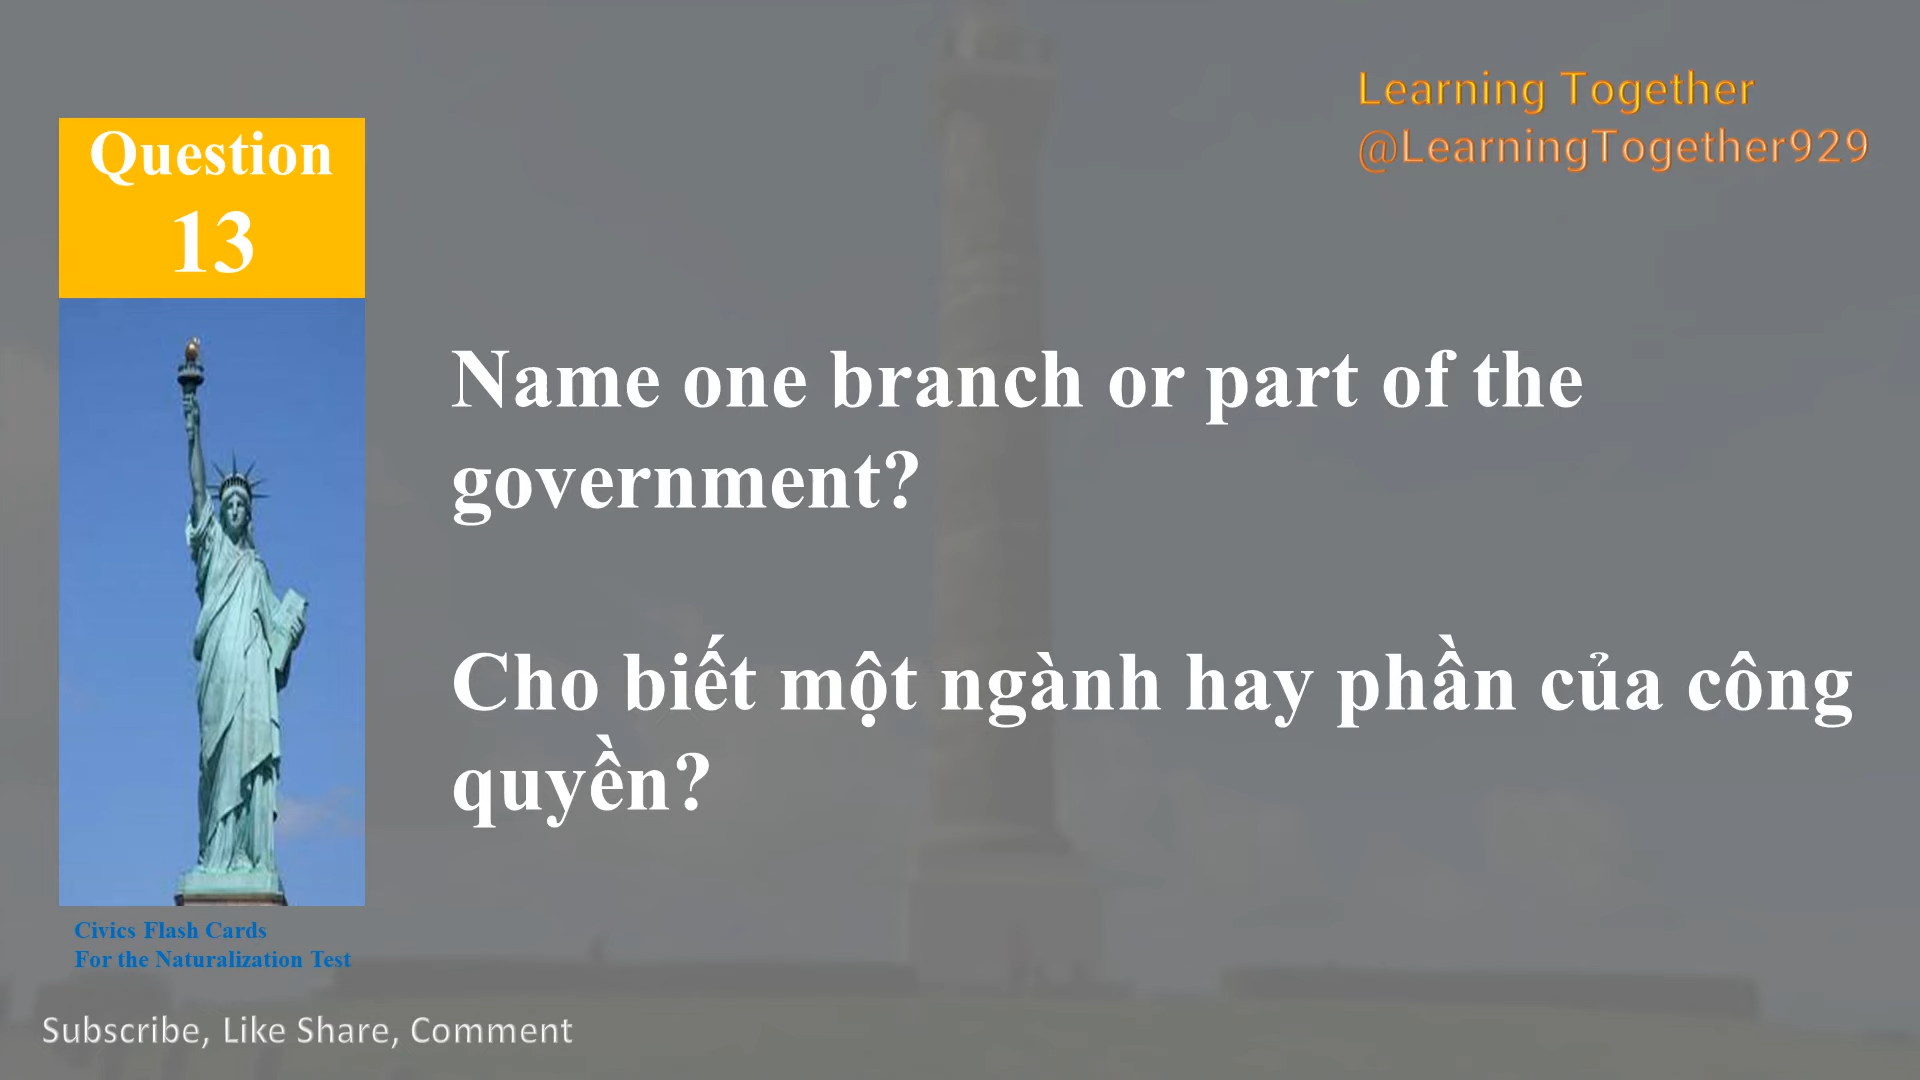 Learning Together
@LearningTogether929
Question
13
Name one branch or part of the
government?
Cho biết một ngành hay phần của công
quyền?
Civics Flash Cards
For the Naturalization Test
Subscribe, Like Share, Comment